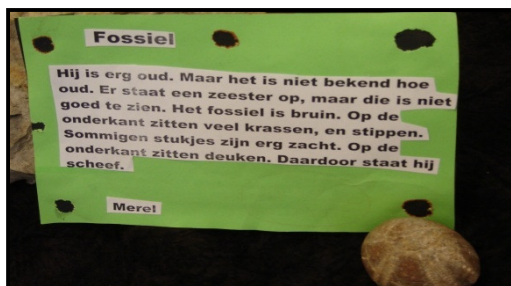 Fossiel
Hij is erg oud. Maar het is niet bekend hoe
oud. Er staat een zeester op, maar die is niet
goed te zien. Het fossiel is bruin. Op de
onderkant zitten veel krassen, en stippen.
Sommigen stukjes zijn erg zacht. Op de
onderkant zitten deuken. Daardoor staat hij
scheef.
Merel